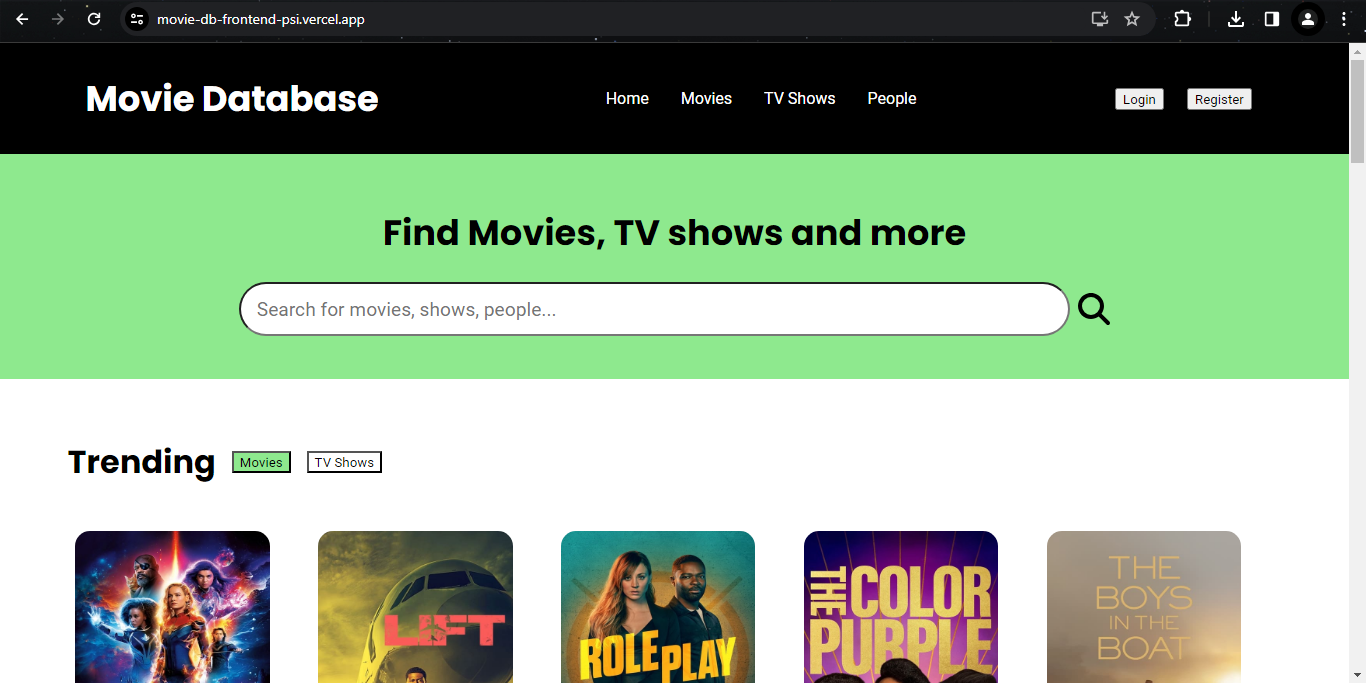 movie-db-frontend-psi.vercel.app
Movie Database
Home Movies TV Shows People
Login Register
Find Movies, TV shows and more
Search for movies, shows, people...
Trending Movies TV Shows
LIFT
ROLE PLAY
THE COLOR PURPLE
THE
BOYS
IN THE
BOAT